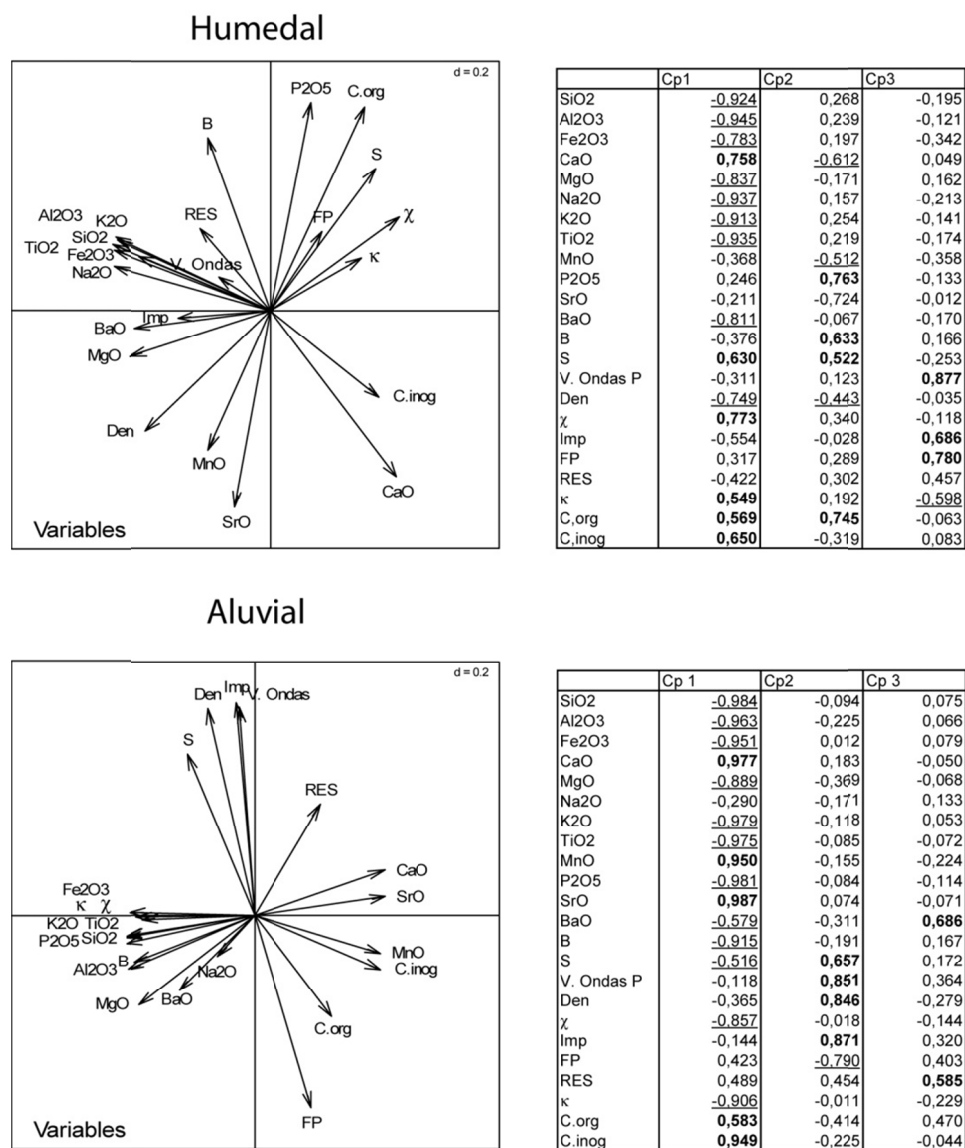 Humedal
d = 0.2
P2O5
C.org
B
S
Al2O3
K2O
RES
FP
χ
SiO2
TiO2
Fe2O3
V. Ondas
κ
Na2O
Imp
BaO
MgO
C.inog
Den
MnO
CaO
SrO
Variables
Cp1 Cp2 Cp3
SiO2 -0,924 0,268 -0,195
Al2O3 -0,945 0,239 -0,121
Fe2O3 -0,783 0,197 -0,342
CaO 0,758 -0,612 0,049
MgO -0,837 -0,171 0,162
Na2O -0,937 0,157 -0,213
K2O -0,913 0,254 -0,141
TiO2 -0,935 0,219 -0,174
MnO -0,368 -0,512 -0,358
P2O5 0,246 0,763 -0,133
SrO -0,211 -0,724 -0,012
BaO -0,811 -0,067 -0,170
B -0,376 0,633 0,166
S 0,630 0,522 -0,253
V. Ondas P -0,311 0,123 0,877
Den -0,749 -0,443 -0,035
χ 0,773 0,340 -0,118
Imp -0,554 -0,028 0,686
FP 0,317 0,289 0,780
RES -0,422 0,302 0,457
κ 0,549 0,192 -0,598
C,org 0,569 0,745 -0,063
C,inog 0,650 -0,319 0,083
Aluvial
d = 0.2
Den Imp V. Ondas
S
RES
CaO
Fe2O3
SrO
κ χ
K2O TiO2
P2O5 SiO2
MnO
B
Al2O3
Na2O
C.inog
MgO
BaO
C.org
FP
Variables
Cp 1 Cp2 Cp 3
SiO2 -0,984 -0,094 0,075
Al2O3 -0,963 -0,225 0,066
Fe2O3 -0,951 0,012 0,079
CaO 0,977 0,183 -0,050
MgO -0,889 -0,369 -0,068
Na2O -0,290 -0,171 0,133
K2O -0,979 -0,118 0,053
TiO2 -0,975 -0,085 -0,072
MnO 0,950 -0,155 -0,224
P2O5 -0,981 -0,084 -0,114
SrO 0,987 0,074 -0,071
BaO -0,579 -0,311 0,686
B -0,915 -0,191 0,167
S -0,516 0,657 0,172
V. Ondas P -0,118 0,851 0,364
Den -0,365 0,846 -0,279
χ -0,857 -0,018 -0,144
Imp -0,144 0,871 0,320
FP 0,423 -0,790 0,403
RES 0,489 0,454 0,585
κ -0,906 -0,011 -0,229
C.org 0,583 -0,414 0,470
C.inog 0,949 -0,225 -0,044